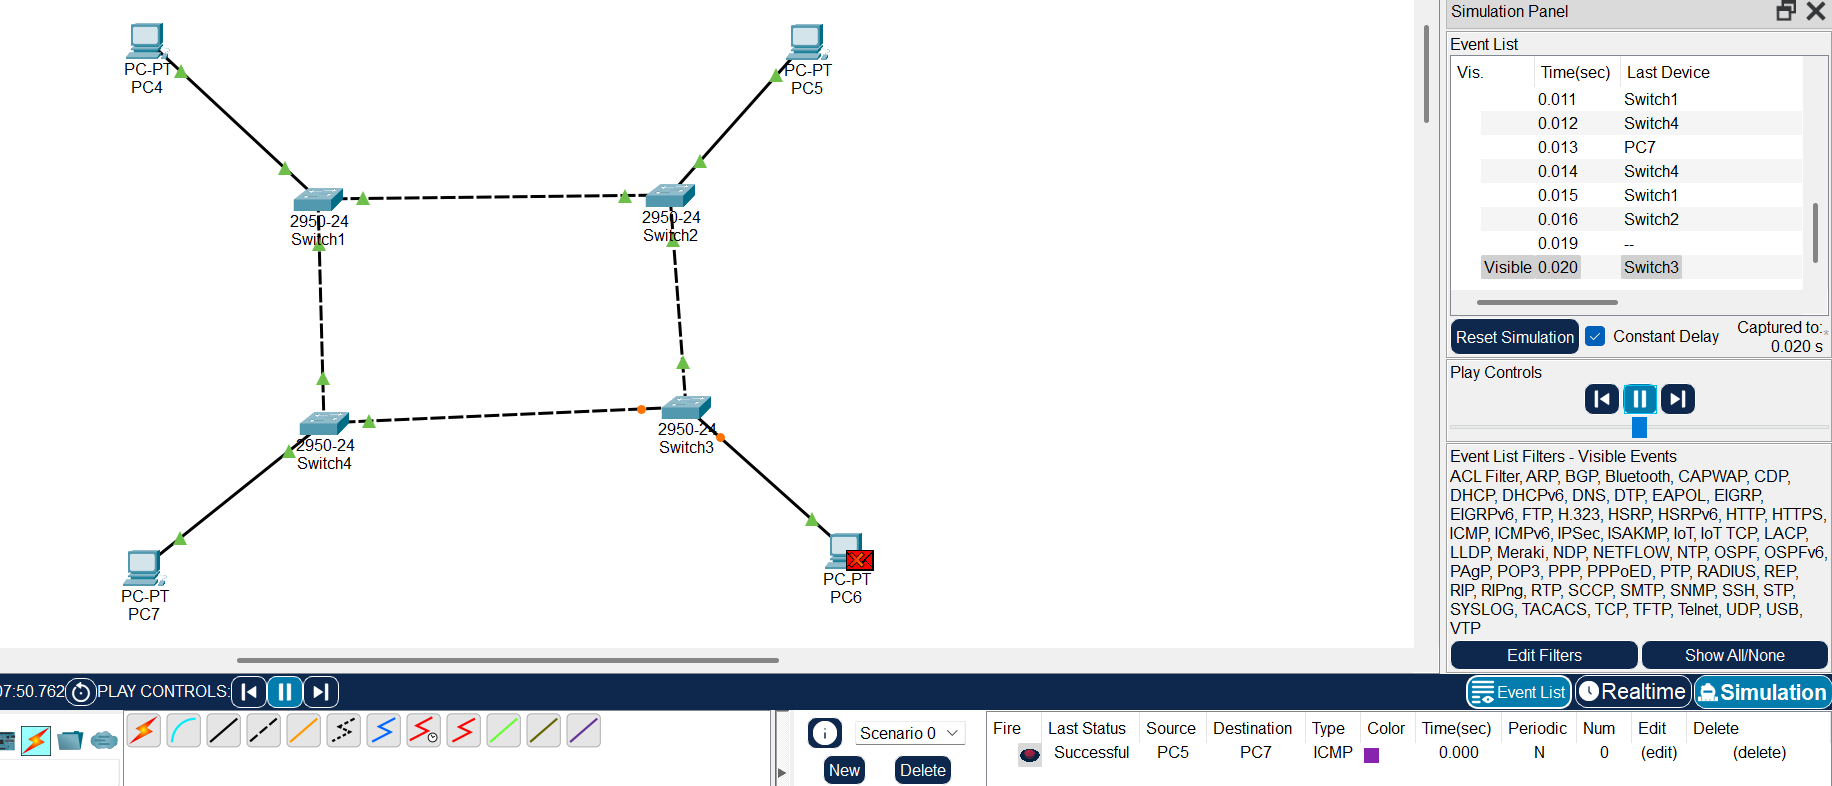 PC-PT
PC4
PC-PT
PC5
2950-24
Switch1
2950-24
Switch2
2950-24
Switch4
2950-24
Switch3
PC-PT
PC7
PC-PT
PC6
Simulation Panel
Event List
Vis. Time(sec) Last Device
0.011 Switch1
0.012 Switch4
0.013 PC7
0.014 Switch4
0.015 Switch1
0.016 Switch2
0.019 --
Visible 0.020 Switch3
Reset Simulation Constant Delay Captured to:*
0.020 s
Play Controls
Event List Filters - Visible Events
ACL Filter, ARP, BGP, Bluetooth, CAPWAP, CDP,
DHCP, DHCPv6, DNS, DTP, EAPOL, EIGRP,
EIGRPv6, FTP, H.323, HSRP, HSRPv6, HTTP, HTTPS,
ICMP, ICMPv6, IPSec, ISAKMP, IoT, IoT TCP, LACP,
LLDP, Meraki, NDP, NETFLOW, NTP, OSPF, OSPFv6,
PAgP, POP3, PPP, PPPoED, PTP, RADIUS, REP,
RIP, RIPng, RTP, SCCP, SMTP, SNMP, SSH, STP,
SYSLOG, TACACS, TCP, TFTP, Telnet, UDP, USB,
VTP
Edit Filters Show All/None
07:50.762 PLAY CONTROLS: Event List Realtime Simulation
Scenario 0
New Delete
Fire Last Status Source Destination Type Color Time(sec) Periodic Num Edit Delete
Successful PC5 PC7 ICMP 0.000 N 0 (edit) (delete)